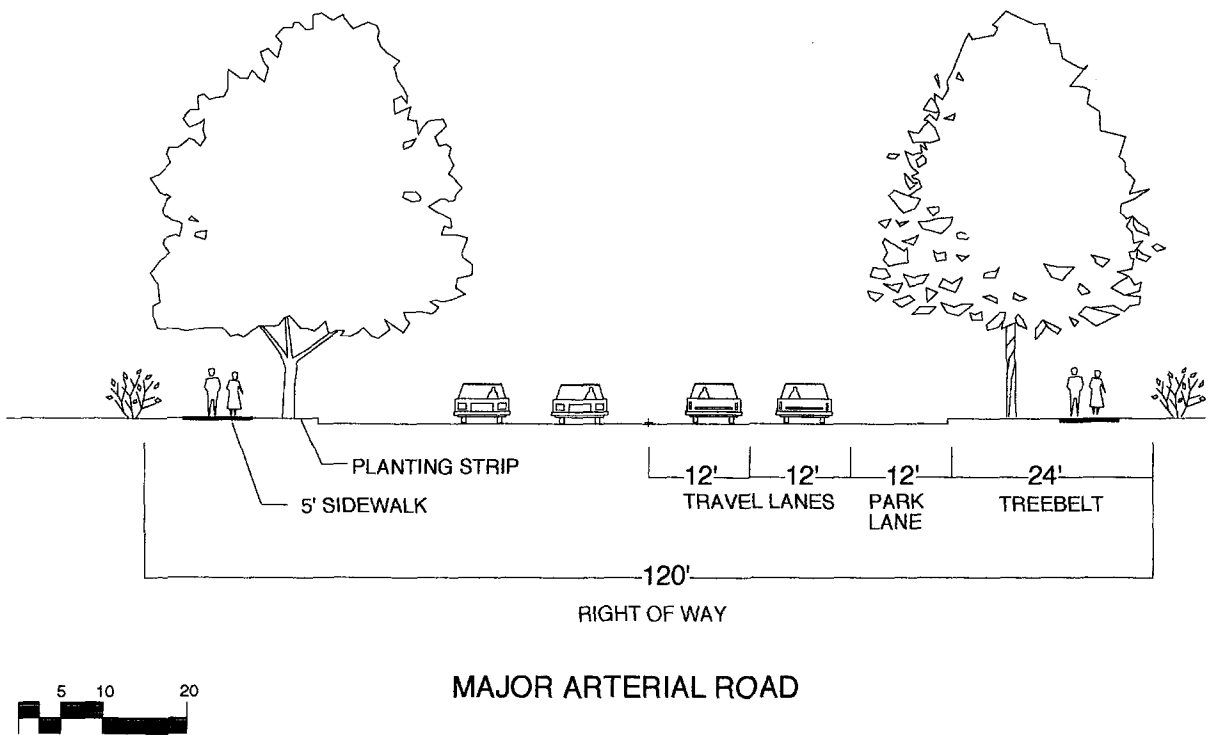 PLANTING STRIP
5' SIDEWALK
12' 12' 12' 24'
TRAVEL LANES
PARK
LANE
TREEBELT
120'
RIGHT OF WAY
MAJOR ARTERIAL ROAD
5 10 20